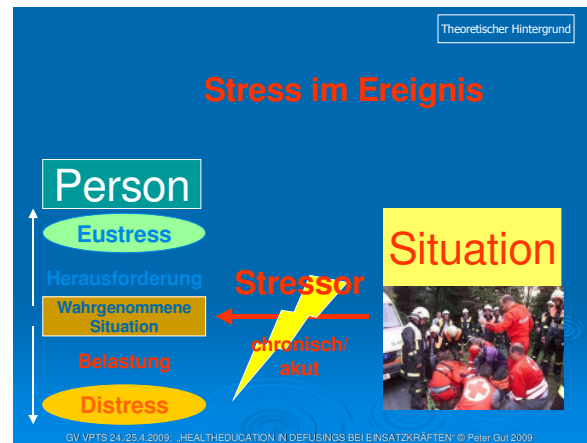 Theoretischer Hintergrund
Stress im Ereignis
Person
Eustress
Herausforderung
Wahrgenommene
Situation
Belastung
Distress
Stressor
chronisch/
akut
Situation
GV VPTS 24./25.4.2009: „HEALTHEDUCATION IN DEFUSINGS BEI EINSATZKRÄFTEN" © Peter Gut 2009